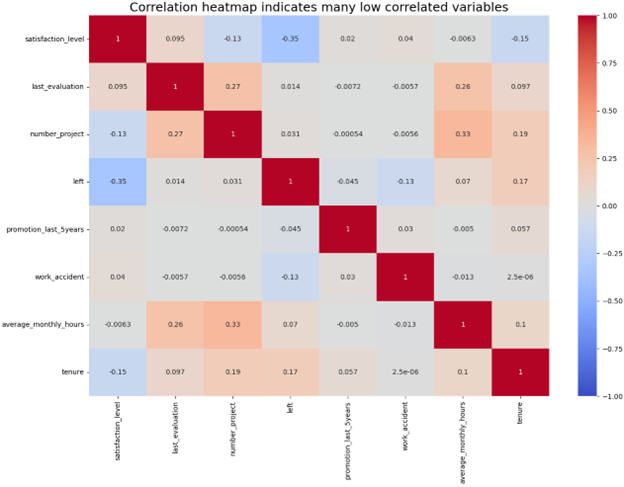 Correlation heatmap indicates many low correlated variables
satisfaction_level 1 0.095 -0.13 -0.35 0.02 0.04 -0.0063 -0.15
last_evaluation 0.095 1 0.27 0.014 -0.0072 -0.0057 0.26 0.097
number_project -0.13 0.27 1 0.031 -0.00054 -0.0056 0.33 0.19
left -0.35 0.014 0.031 1 -0.045 -0.13 0.07 0.17
promotion_last_5years 0.02 -0.0072 -0.00054 -0.045 1 0.03 -0.005 0.057
work_accident 0.04 -0.0057 -0.0056 -0.13 0.03 1 -0.013 2.5e-06
average_monthly_hours -0.0063 0.26 0.33 0.07 -0.005 -0.013 1 0.1
tenure -0.15 0.097 0.19 0.17 0.057 2.5e-06 0.1 1
satisfaction_level
last_evaluation
number_project
left
promotion_last_5years
work_accident
average_monthly_hours
tenure
1.00
0.75
0.50
0.25
0.00
−0.25
−0.50
−0.75
−1.00